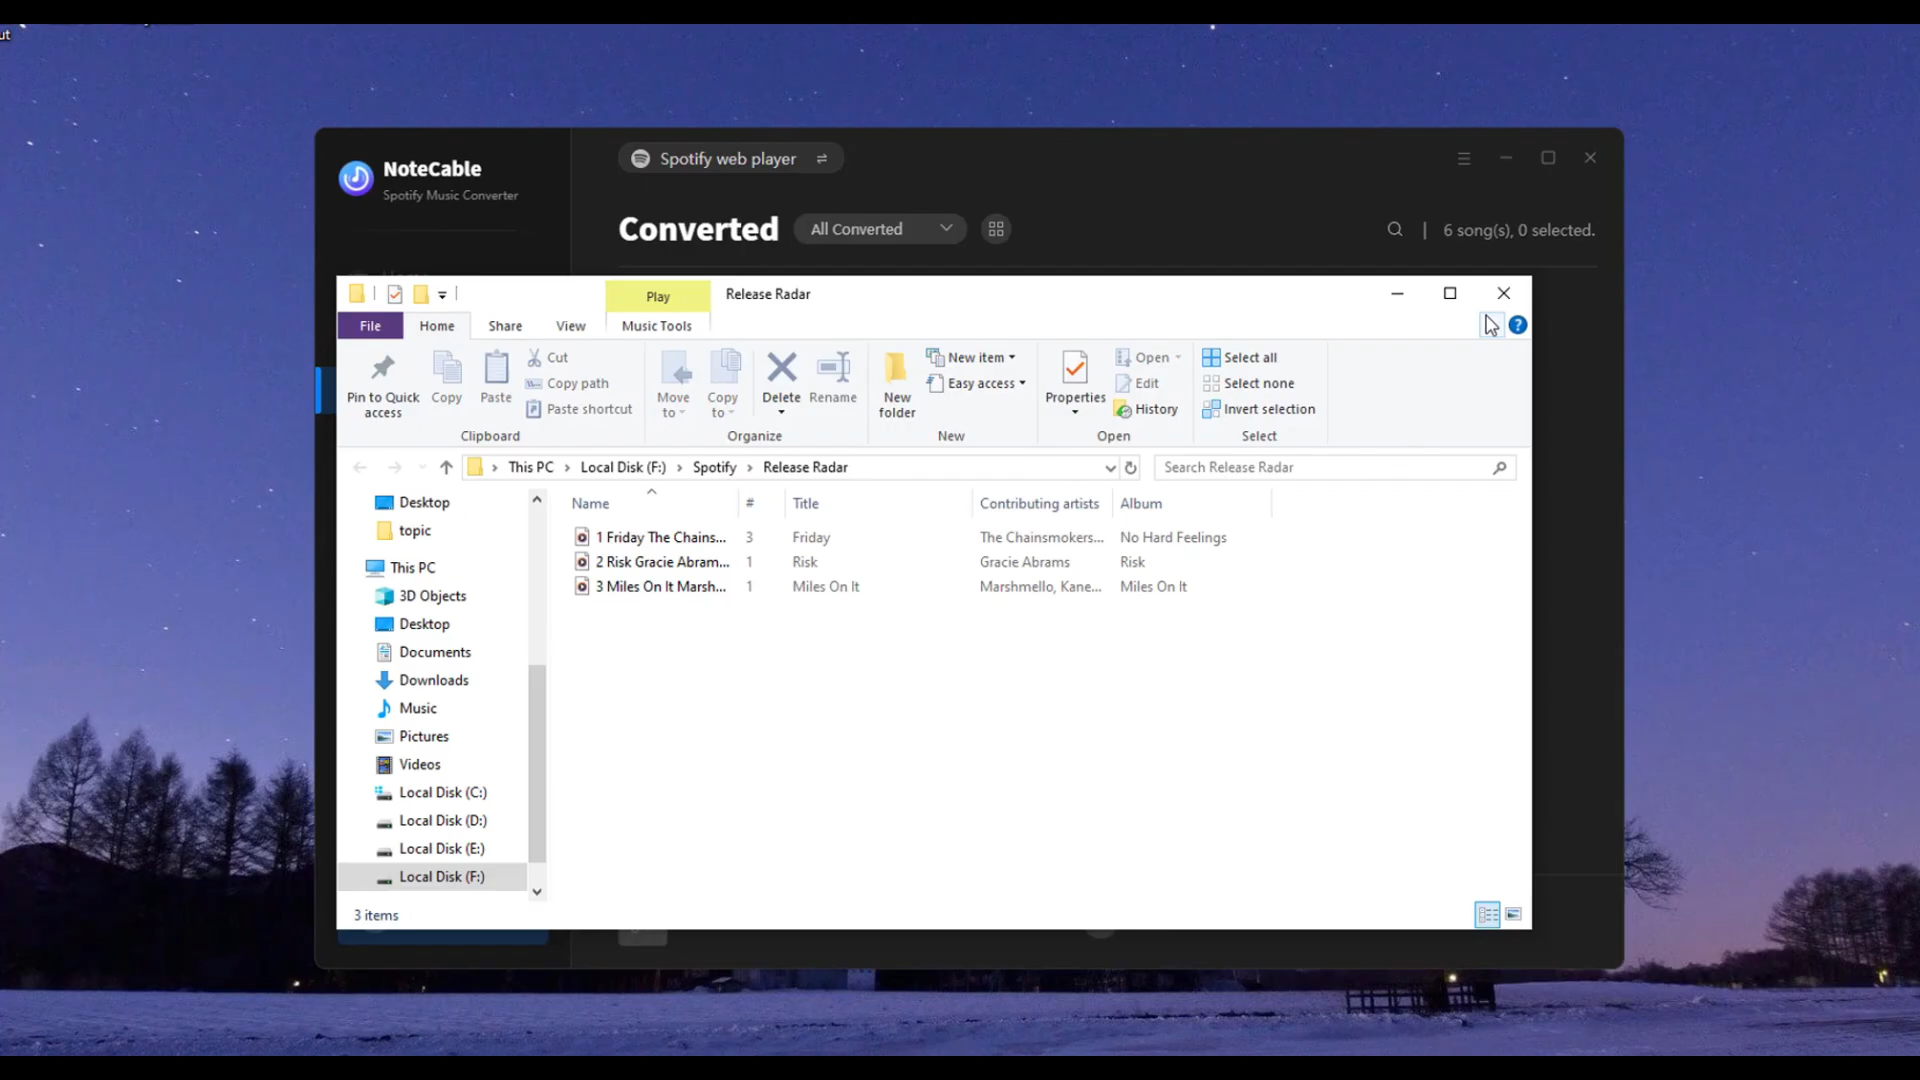 ut
NoteCable
Spotify Music Converter
Spotify web player
Converted
All Converted
6 song(s), 0 selected.
Play
Release Radar
File
Home
Share
View
Music Tools
Pin to Quick access
Copy
Paste
Cut
Copy path
Paste shortcut
Clipboard
Move to
Copy to
Delete
Rename
Organize
New folder
New item
Easy access
New
Properties
Open
Edit
History
Open
Select all
Select none
Invert selection
Select
This PC > Local Disk (F:) > Spotify > Release Radar
Search Release Radar
Desktop
topic
This PC
3D Objects
Desktop
Documents
Downloads
Music
Pictures
Videos
Local Disk (C:)
Local Disk (D:)
Local Disk (E:)
Local Disk (F:)
Name # Title Contributing artists Album
1 Friday The Chains... 3 Friday The Chainsmokers... No Hard Feelings
2 Risk Gracie Abram... 1 Risk Gracie Abrams Risk
3 Miles On It Marsh... 1 Miles On It Marshmello, Kane... Miles On It
3 items